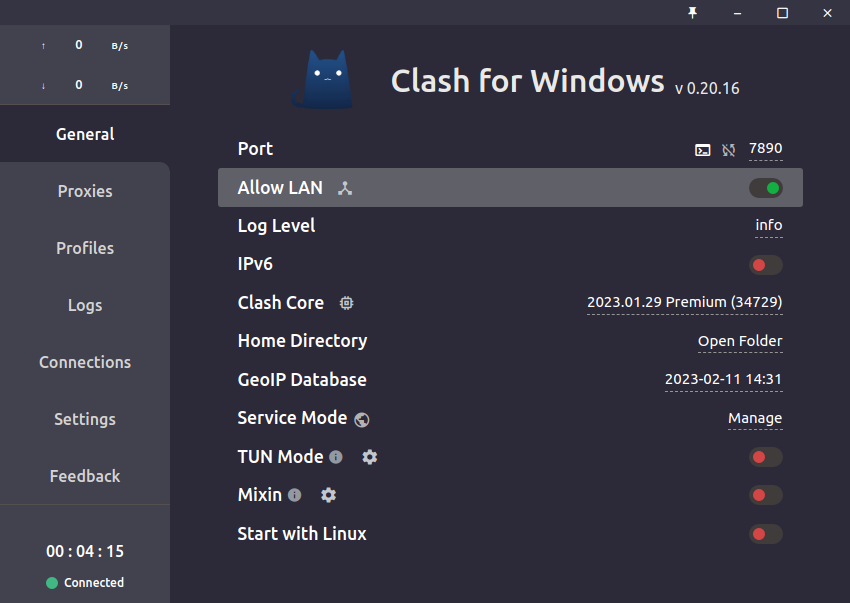 ↑ 0 B/s
↓ 0 B/s
General
Proxies
Profiles
Logs
Connections
Settings
Feedback
00 : 04 : 15
Connected
Clash for Windows v 0.20.16
Port 7890
Allow LAN
Log Level info
IPv6
Clash Core 2023.01.29 Premium (34729)
Home Directory Open Folder
GeoIP Database 2023-02-11 14:31
Service Mode Manage
TUN Mode
Mixin
Start with Linux